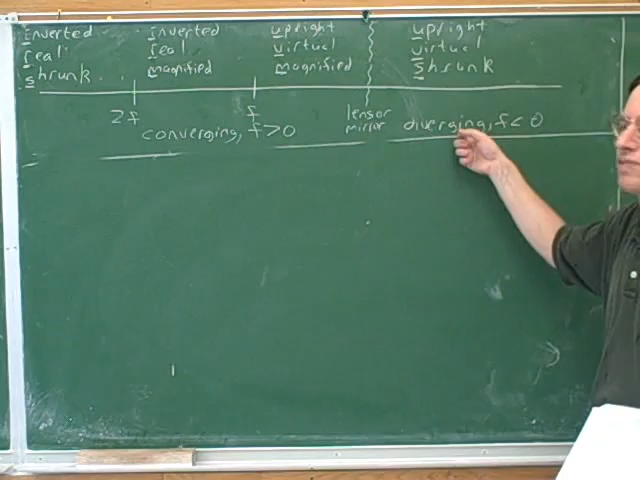 inverted inverted upright upright
real real virtual virtual
shrunk magnified magnified shrunk
2f f lens or
converging, f>0 mirror diverging, f<0